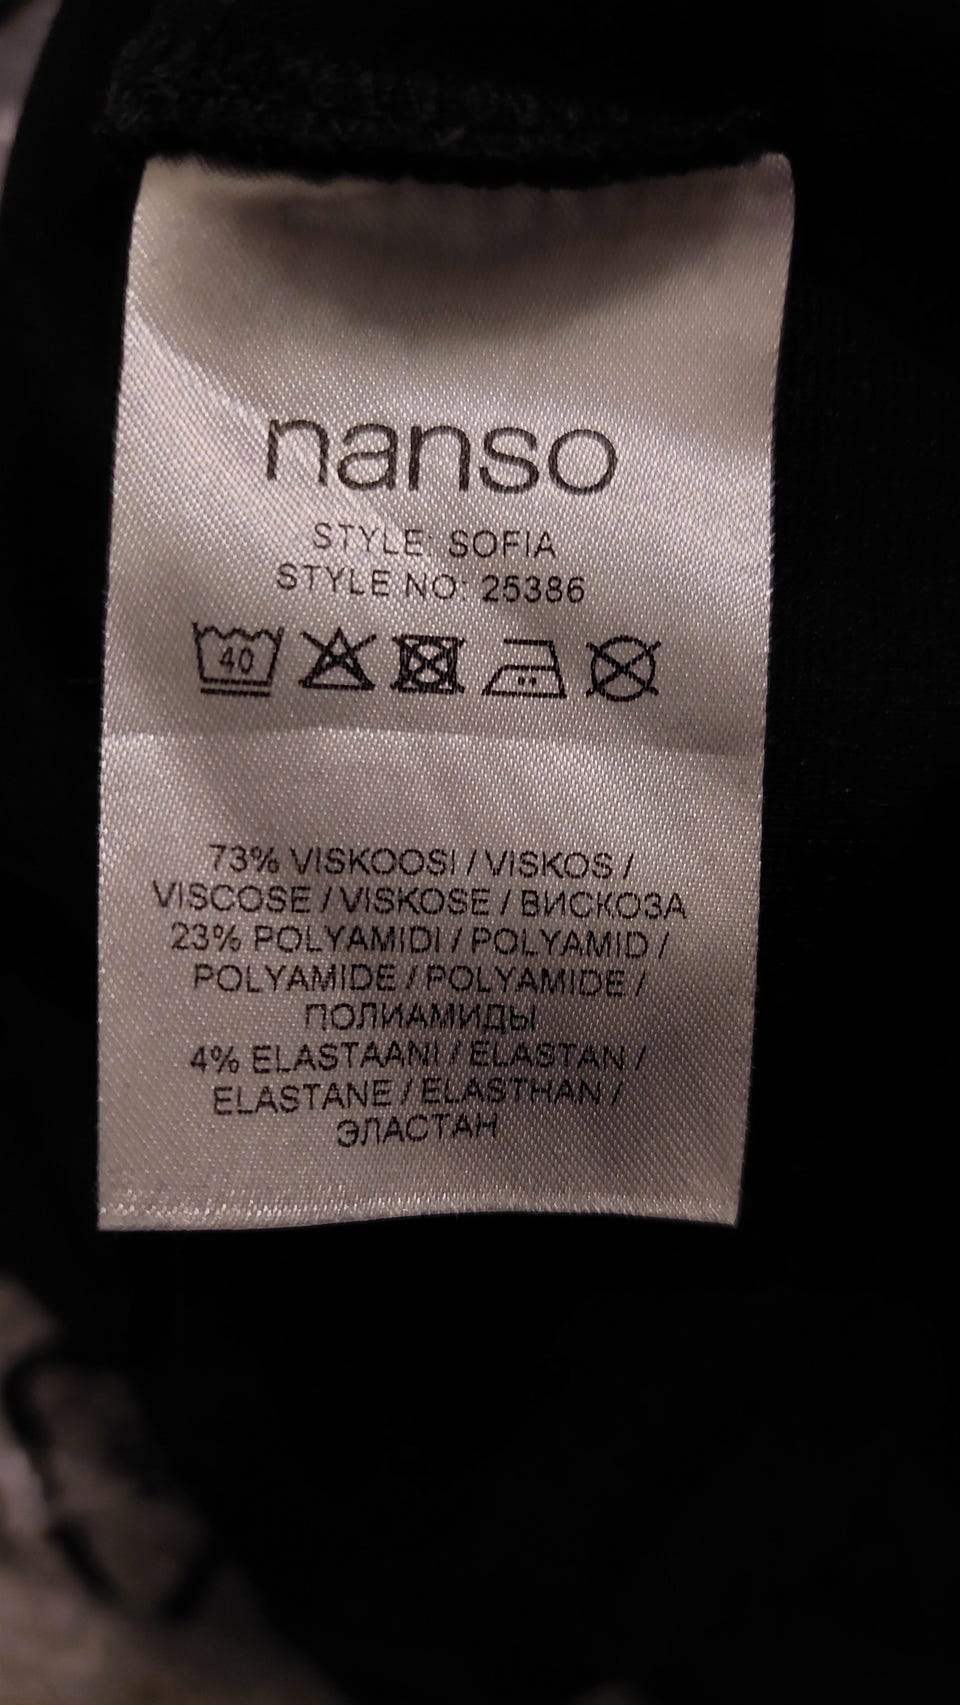 nanso
STYLE: SOFIA
STYLE NO: 25386
40
73% VISKOOSI / VISKOS /
VISCOSE / VISKOSE / ВИСКОЗА
23% POLYAMIDI / POLYAMID /
POLYAMIDE / POLYAMIDE /
ПОЛИАМИДЫ
4% ELASTAANI / ELASTAN /
ELASTANE / ELASTHAN /
ЭЛАСТАН